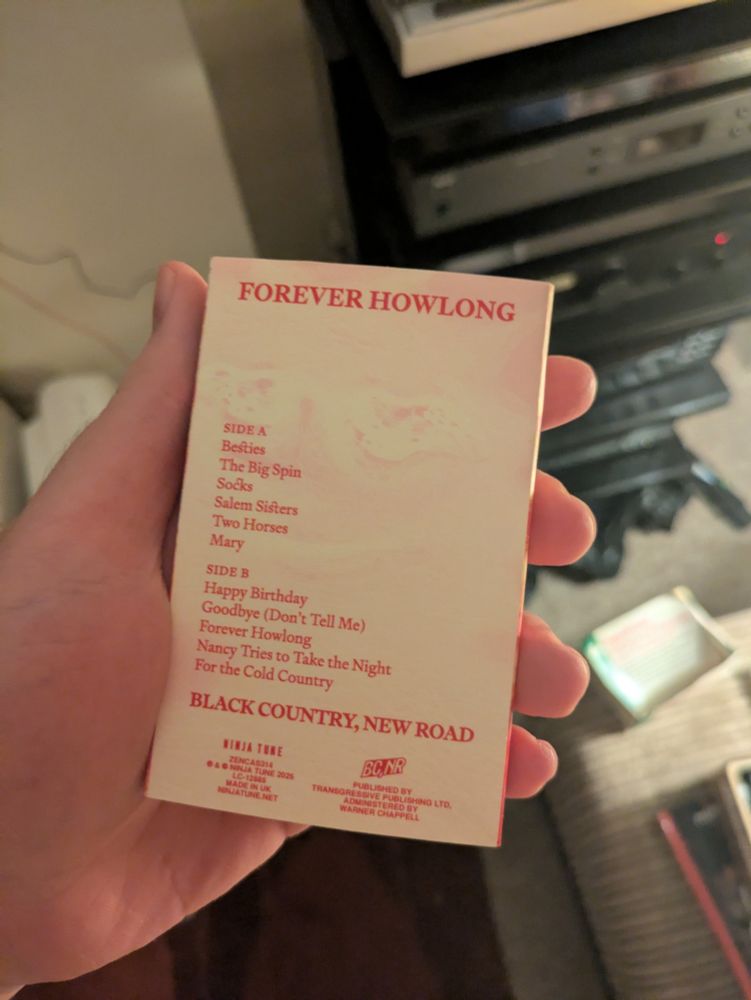 FOREVER HOWLONG
SIDE A
Besties
The Big Spin
Socks
Salem Sisters
Two Horses
Mary
SIDE B
Happy Birthday
Goodbye (Don't Tell Me)
Forever Howlong
Nancy Tries to Take the Night
For the Cold Country
BLACK COUNTRY, NEW ROAD
NINJA TUNE
ZENCAS314
℗ & © NINJA TUNE 2025
LC-12885
MADE IN UK
NINJATUNE.NET
BC,NR
PUBLISHED BY
TRANSGRESSIVE PUBLISHING LTD,
ADMINISTERED BY
WARNER CHAPPELL